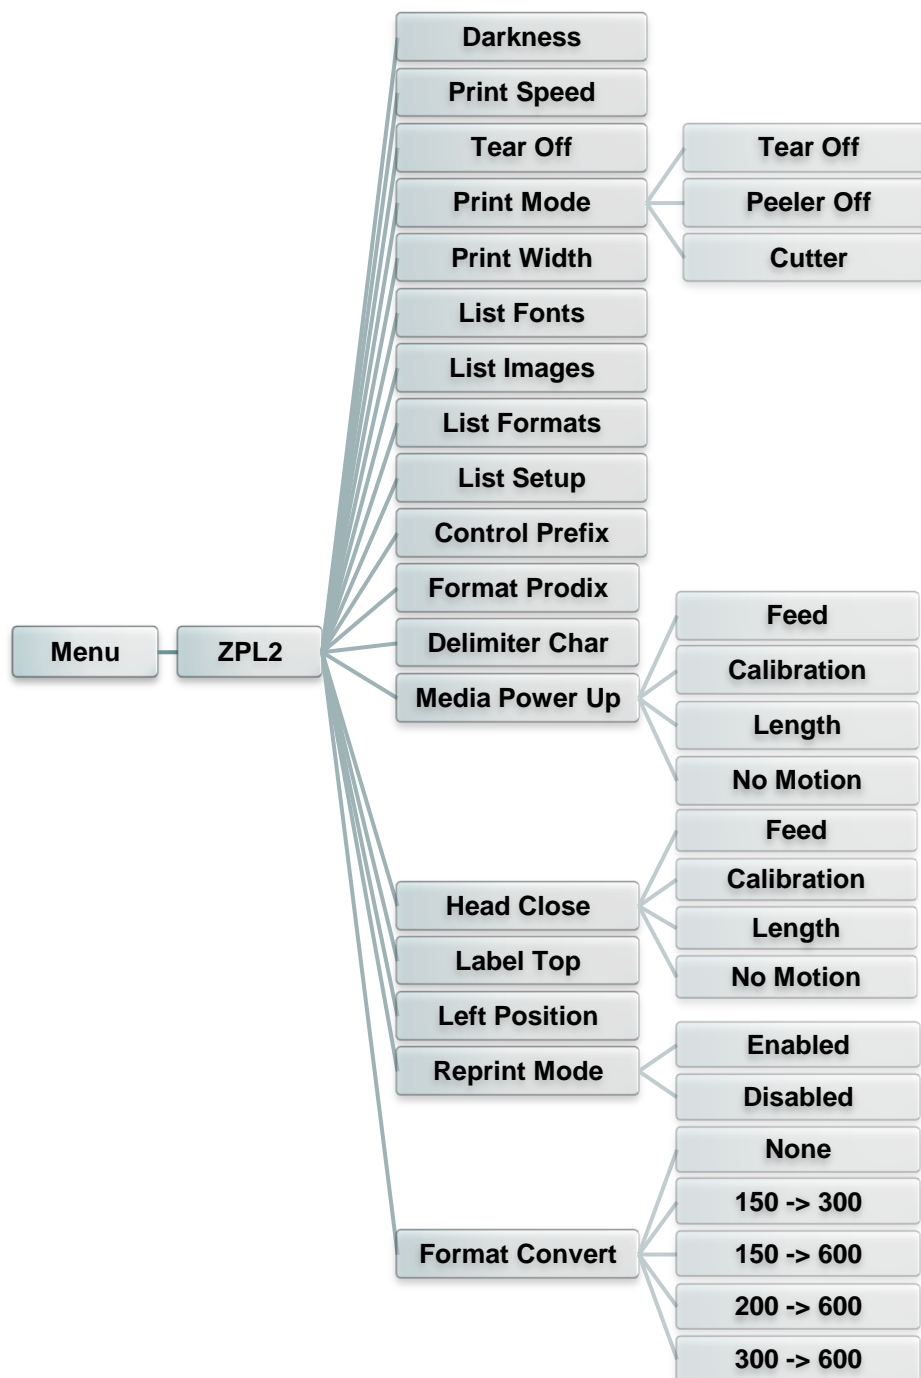 Menu
ZPL2
Darkness
Print Speed
Tear Off
Print Mode
Tear Off
Peeler Off
Cutter
Print Width
List Fonts
List Images
List Formats
List Setup
Control Prefix
Format Prodix
Delimiter Char
Media Power Up
Feed
Calibration
Length
No Motion
Head Close
Feed
Calibration
Length
No Motion
Label Top
Left Position
Reprint Mode
Enabled
Disabled
Format Convert
None
150 -> 300
150 -> 600
200 -> 600
300 -> 600